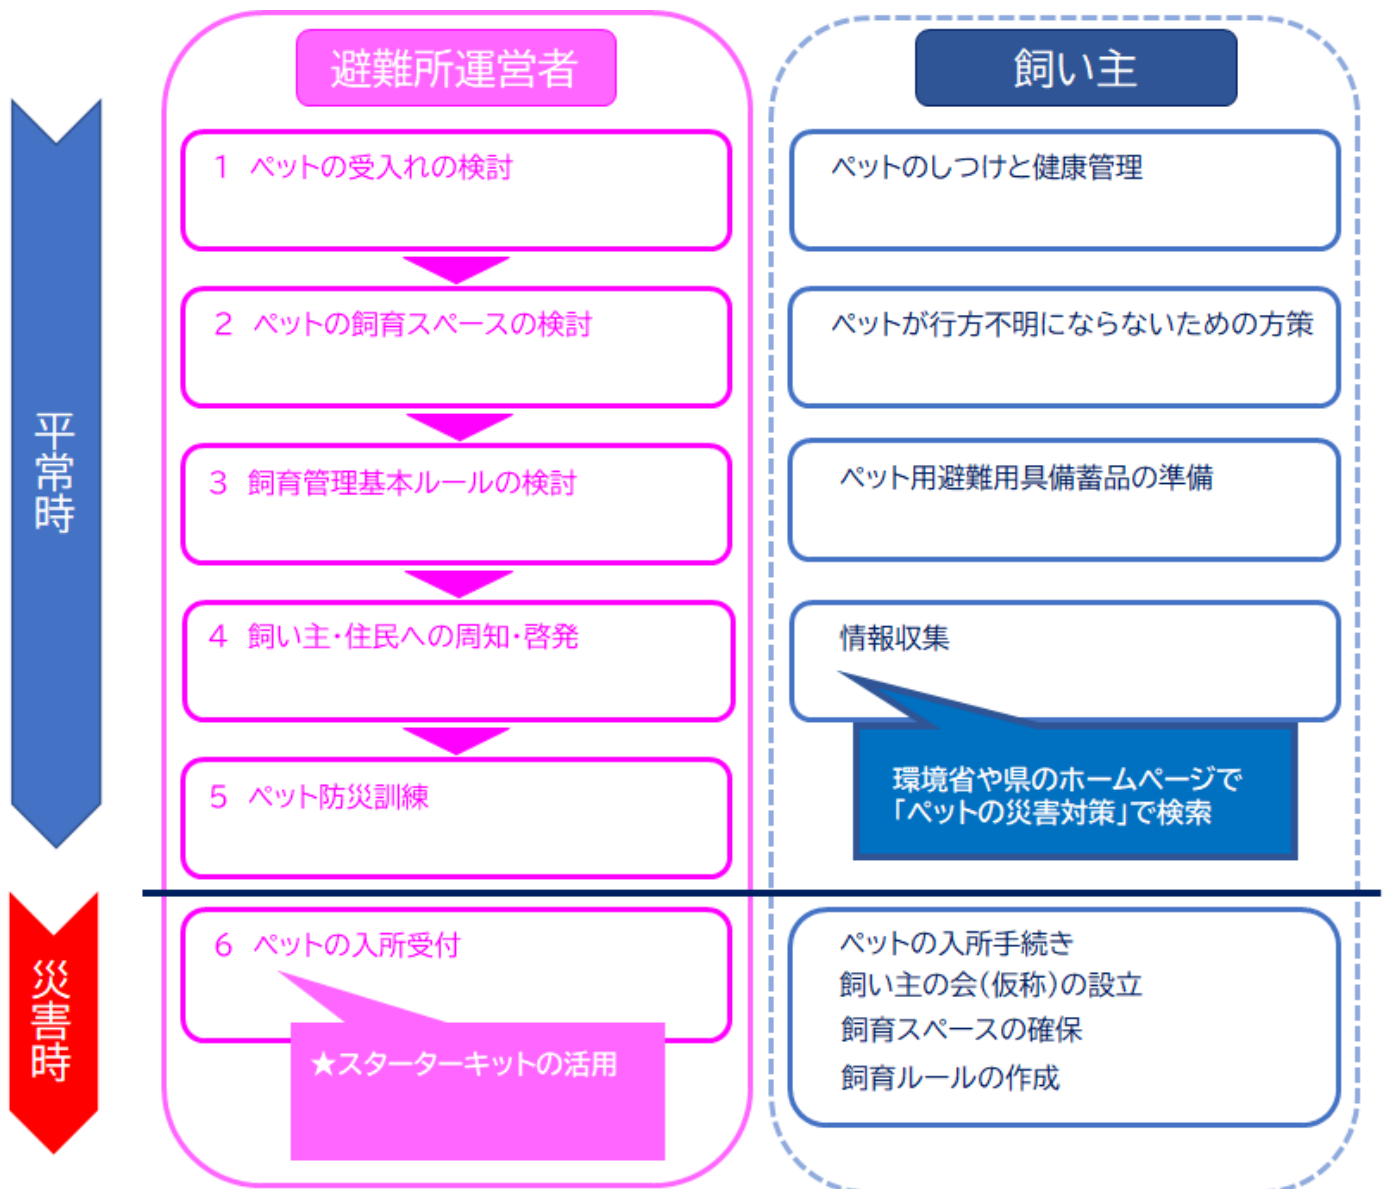 避難所運営者
飼い主
平常時
1 ペットの受入れの検討
2 ペットの飼育スペースの検討
3 飼育管理基本ルールの検討
4 飼い主・住民への周知・啓発
5 ペット防災訓練
ペットのしつけと健康管理
ペットが行方不明にならないための方策
ペット用避難用具備蓄品の準備
情報収集
環境省や県のホームページで
「ペットの災害対策」で検索
災害時
6 ペットの入所受付
★スターターキットの活用
ペットの入所手続き
飼い主の会(仮称)の設立
飼育スペースの確保
飼育ルールの作成